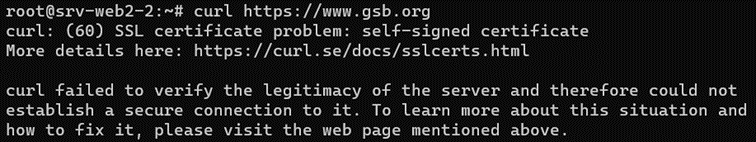 root@srv-web2-2:~# curl https://www.gsb.org
curl: (60) SSL certificate problem: self-signed certificate
More details here: https://curl.se/docs/sslcerts.html

curl failed to verify the legitimacy of the server and therefore could not
establish a secure connection to it. To learn more about this situation and
how to fix it, please visit the web page mentioned above.